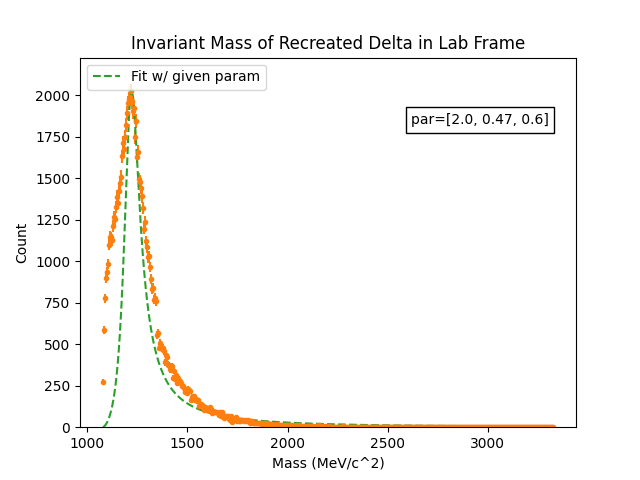 Invariant Mass of Recreated Delta in Lab Frame
Fit w/ given param
par=[2.0, 0.47, 0.6]
Count
2000
1750
1500
1250
1000
750
500
250
0
1000 1500 2000 2500 3000
Mass (MeV/c^2)